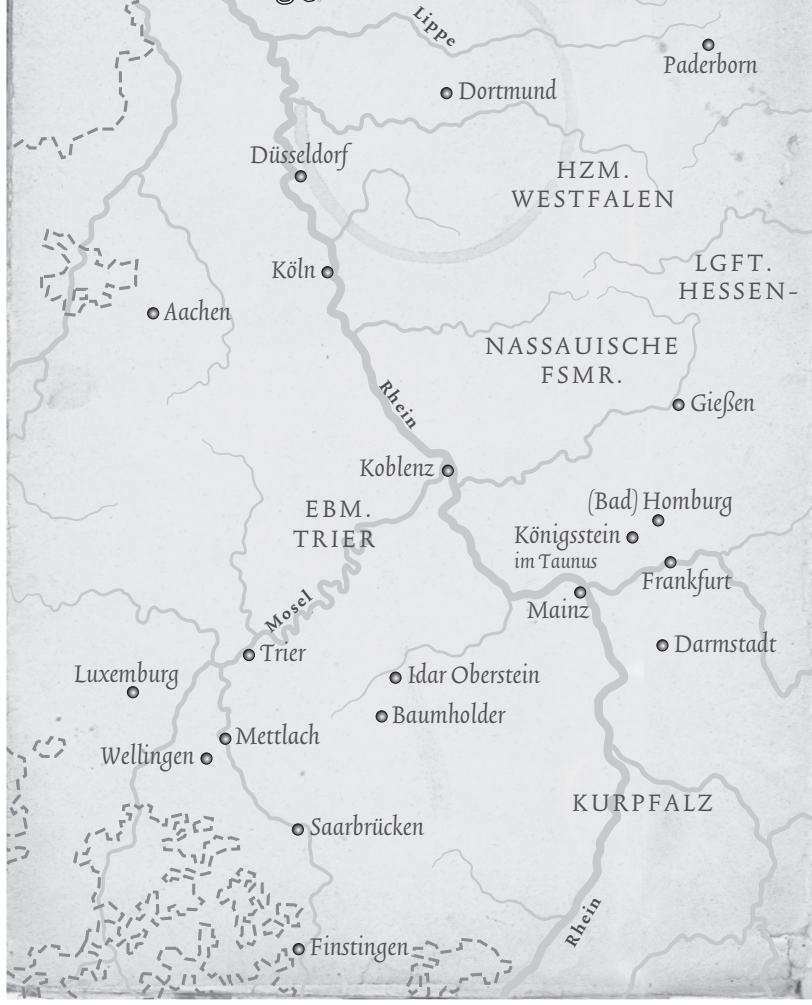 Lippe
Paderborn
Dortmund
Düsseldorf
HZM.
WESTFALEN
Köln
LGFT.
HESSEN-
Aachen
NASSAUISCHE
FSMR.
Rhein
Gießen
Koblenz
(Bad) Homburg
EBM.
TRIER
Königsstein
im Taunus
Frankfurt
Mainz
Mosel
Darmstadt
Trier
Luxemburg
Idar Oberstein
Baumholder
Mettlach
Wellingen
KURPFALZ
Saarbrücken
Rhein
Finstingen